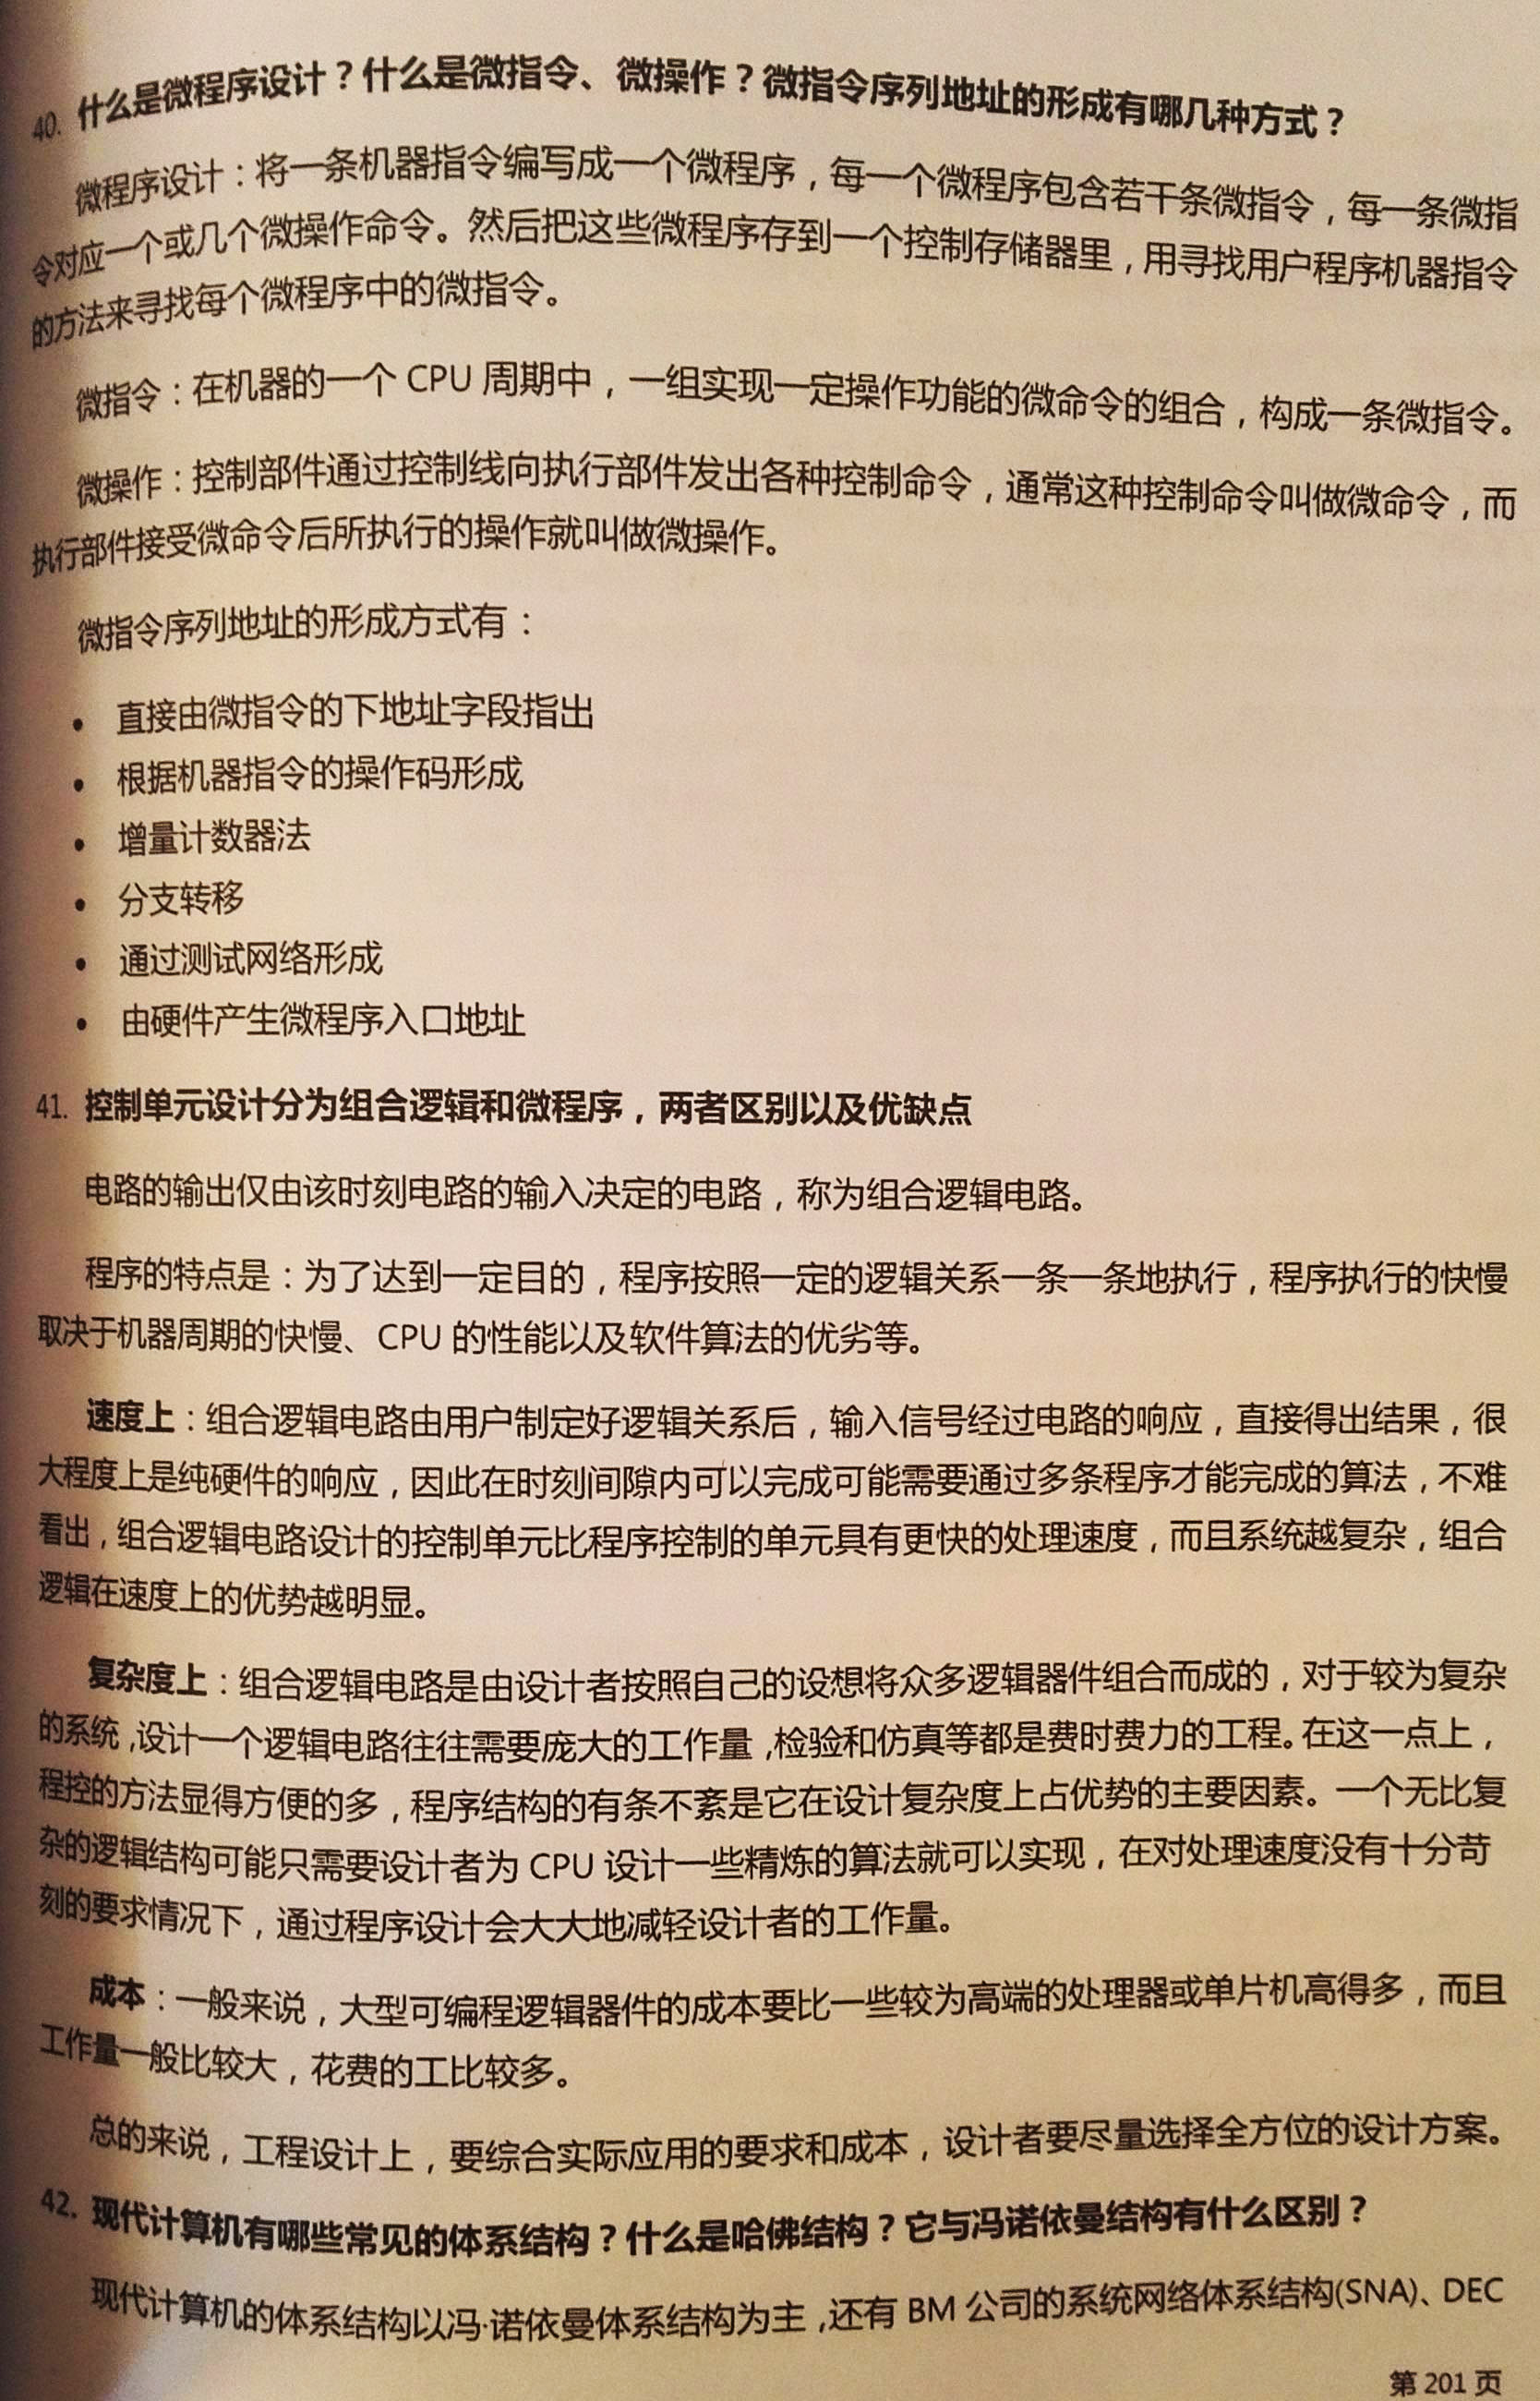 40. 什么是微程序设计？什么是微指令、微操作？微指令序列地址的形成有哪几种方式？
微程序设计：将一条机器指令编写成一个微程序，每一个微程序包含若干条微指令，每一条微指
令对应一个或几个微操作命令。然后把这些微程序存到一个控制存储器里，用寻找用户程序机器指令
的方法来寻找每个微程序中的微指令。
微指令：在机器的一个 CPU 周期中，一组实现一定操作功能的微命令的组合，构成一条微指令。
微操作：控制部件通过控制线向执行部件发出各种控制命令，通常这种控制命令叫做微命令，而
执行部件接受微命令后所执行的操作就叫做微操作。
微指令序列地址的形成方式有：
• 直接由微指令的下地址字段指出
• 根据机器指令的操作码形成
• 增量计数器法
• 分支转移
• 通过测试网络形成
• 由硬件产生微程序入口地址
41. 控制单元设计分为组合逻辑和微程序，两者区别以及优缺点
电路的输出仅由该时刻电路的输入决定的电路，称为组合逻辑电路。
程序的特点是：为了达到一定目的，程序按照一定的逻辑关系一条一条地执行，程序执行的快慢
取决于机器周期的快慢、CPU 的性能以及软件算法的优劣等。
速度上：组合逻辑电路由用户制定好逻辑关系后，输入信号经过电路的响应，直接得出结果，很
大程度上是纯硬件的响应，因此在时刻间隙内可以完成可能需要通过多条程序才能完成的算法，不难
看出，组合逻辑电路设计的控制单元比程序控制的单元具有更快的处理速度，而且系统越复杂，组合
逻辑在速度上的优势越明显。
复杂度上：组合逻辑电路是由设计者按照自己的设想将众多逻辑器件组合而成的，对于较为复杂
的系统，设计一个逻辑电路往往需要庞大的工作量，检验和仿真等都是费时费力的工程。在这一点上，
程控的方法显得方便的多，程序结构的有条不紊是它在设计复杂度上占优势的主要因素。一个无比复
杂的逻辑结构可能只需要设计者为 CPU 设计一些精炼的算法就可以实现，在对处理速度没有十分苛
刻的要求情况下，通过程序设计会大大地减轻设计者的工作量。
成本：一般来说，大型可编程逻辑器件的成本要比一些较为高端的处理器或单片机高得多，而且
工作量一般比较大，花费的工比较多。
总的来说，工程设计上，要综合实际应用的要求和成本，设计者要尽量选择全方位的设计方案。
42. 现代计算机有哪些常见的体系结构？什么是哈佛结构？它与冯诺依曼结构有什么区别？
现代计算机的体系结构以冯·诺依曼体系结构为主，还有 BM 公司的系统网络体系结构(SNA)、DEC
第 201 页